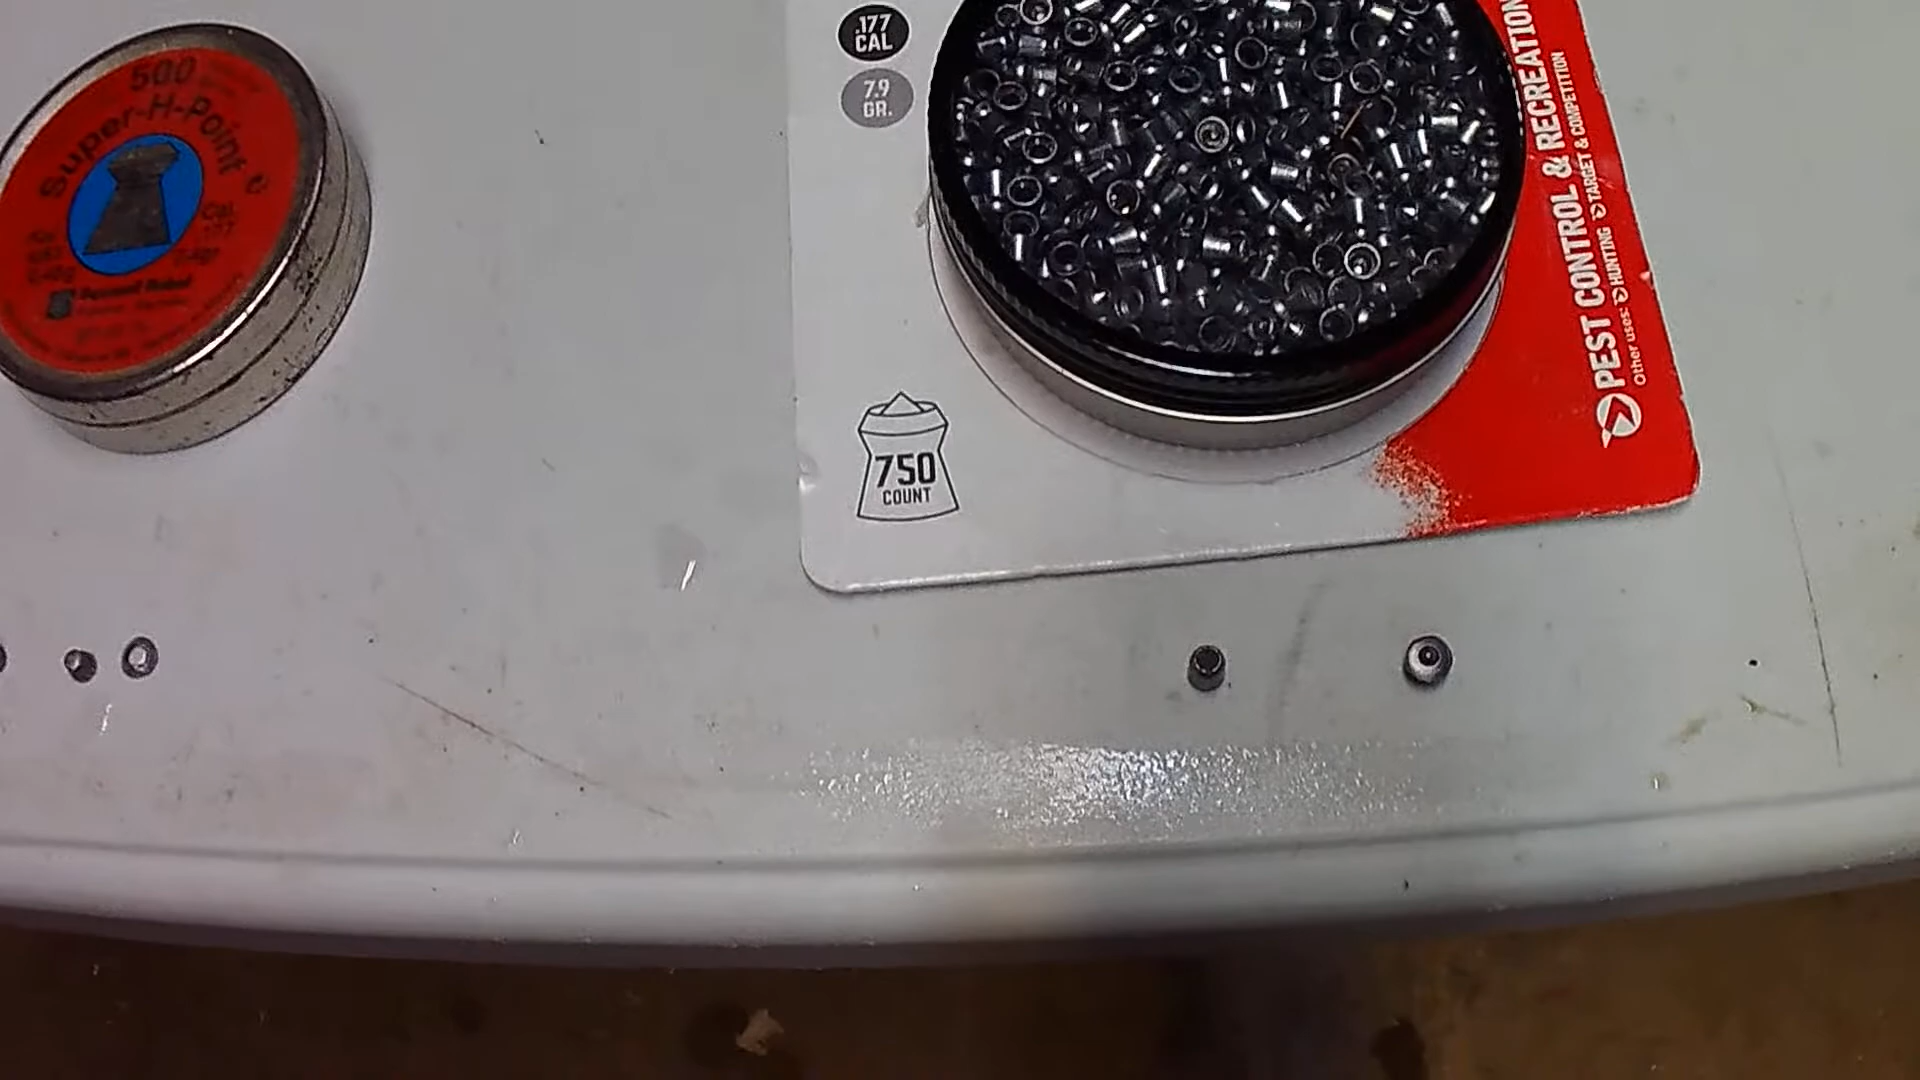 500
Super-H-Point
.177
CAL
7.9
GR.
750
COUNT
PEST CONTROL & RECREATION
Other uses: HUNTING TARGET & COMPETITION